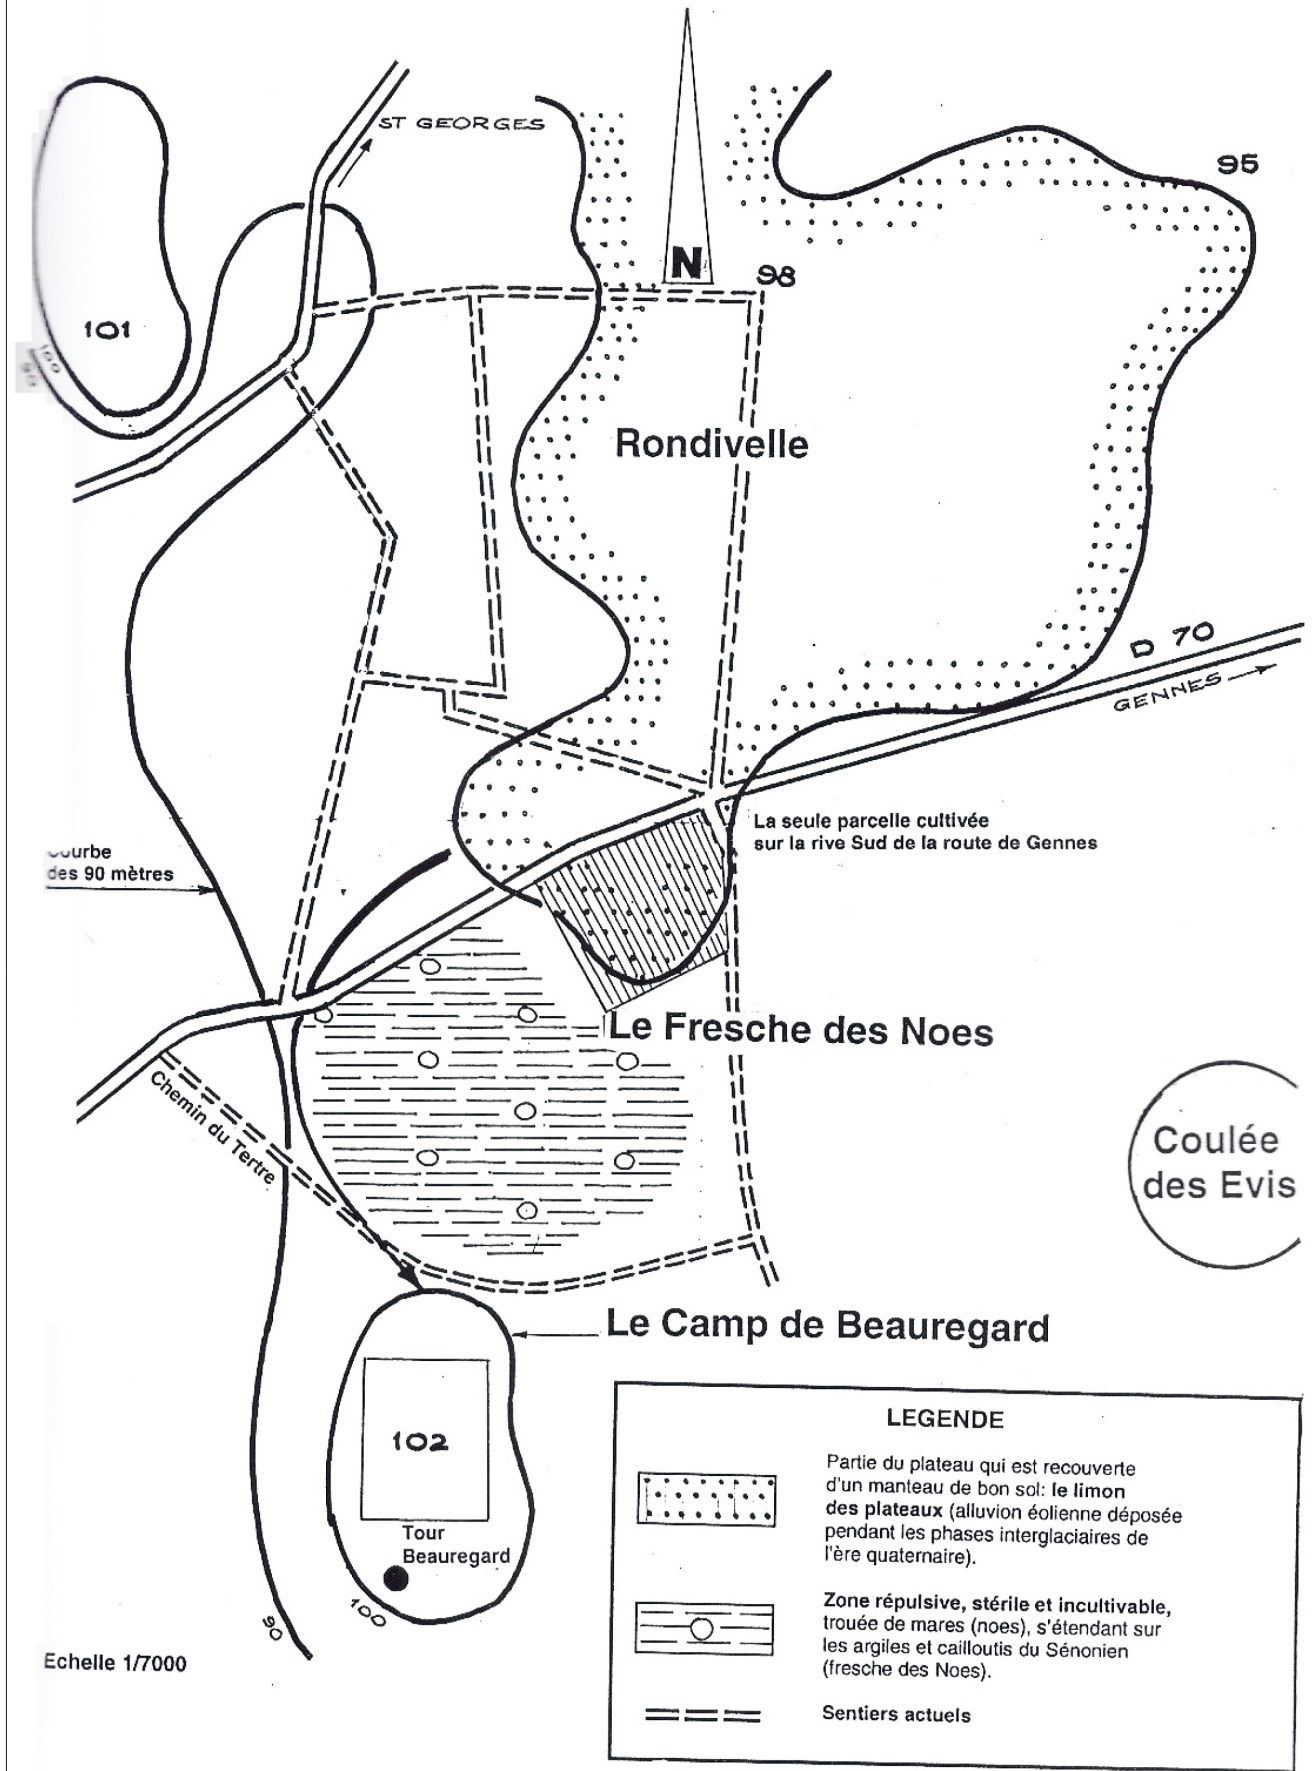 ST GEORGES
95
N
98
101
100
90
Rondivelle
D 70
GENNES
La seule parcelle cultivée
sur la rive Sud de la route de Gennes
Courbe
des 90 mètres
Le Fresche des Noes
Chemin du Tertre
Coulée
des Evis
Le Camp de Beauregard
102
Tour
Beauregard
100
90
Echelle 1/7000
LEGENDE
Partie du plateau qui est recouverte
d'un manteau de bon sol: le limon
des plateaux (alluvion éolienne déposée
pendant les phases interglaciaires de
l'ère quaternaire).
Zone répulsive, stérile et incultivable,
trouée de mares (noes), s'étendant sur
les argiles et cailloutis du Sénonien
(fresche des Noes).
Sentiers actuels